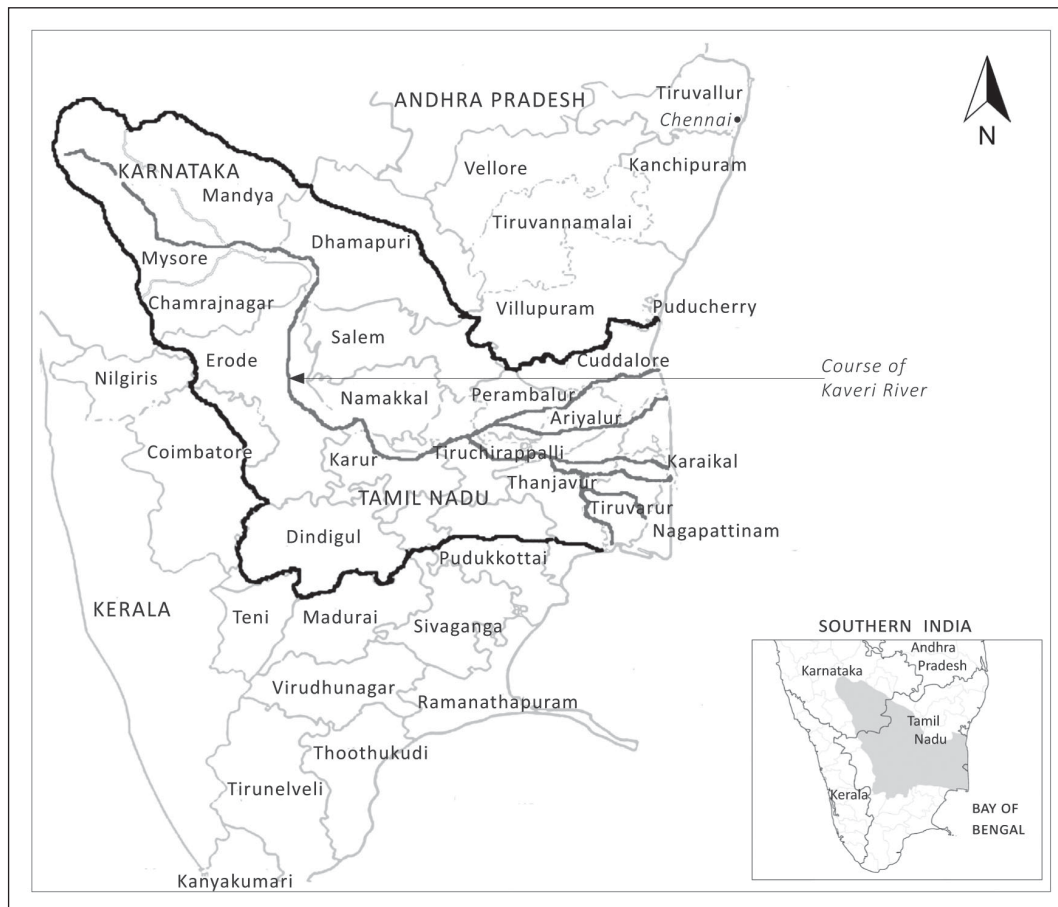 Tiruvallur
ANDHRA PRADESH
Chennai
N
Vellore
Kanchipuram
KARNATAKA
Mandya
Tiruvannamalai
Dhamapuri
Mysore
Chamrajnagar
Villupuram
Puducherry
Salem
Erode
Cuddalore
Course of
Kaveri River
Nilgiris
Namakkal
Perambalur
Ariyalur
Coimbatore
Karur
Tiruchirappalli
Karaikal
Thanjavur
TAMIL NADU
Tiruvarur
Nagapattinam
Dindigul
Pudukkottai
KERALA
Teni
Madurai
Sivaganga
Virudhunagar
Ramanathapuram
Thoothukudi
Tirunelveli
Kanyakumari
SOUTHERN INDIA
Andhra
Pradesh
Karnataka
Tamil
Nadu
Kerala
BAY OF
BENGAL